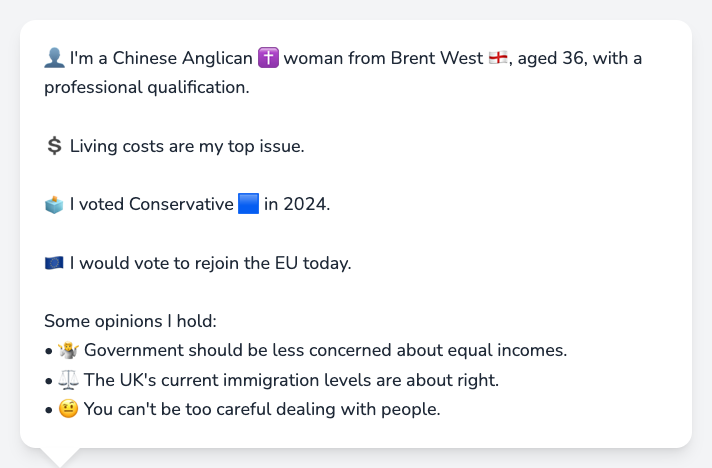 👤 I'm a Chinese Anglican ✝️ woman from Brent West 🏴󠁧󠁢󠁥󠁮󠁧󠁿, aged 36, with a
professional qualification.
💲 Living costs are my top issue.
🗳️ I voted Conservative 🟦 in 2024.
🇪🇺 I would vote to rejoin the EU today.
Some opinions I hold:
• 🤷 Government should be less concerned about equal incomes.
• ⚖️ The UK's current immigration levels are about right.
• 🤨 You can't be too careful dealing with people.